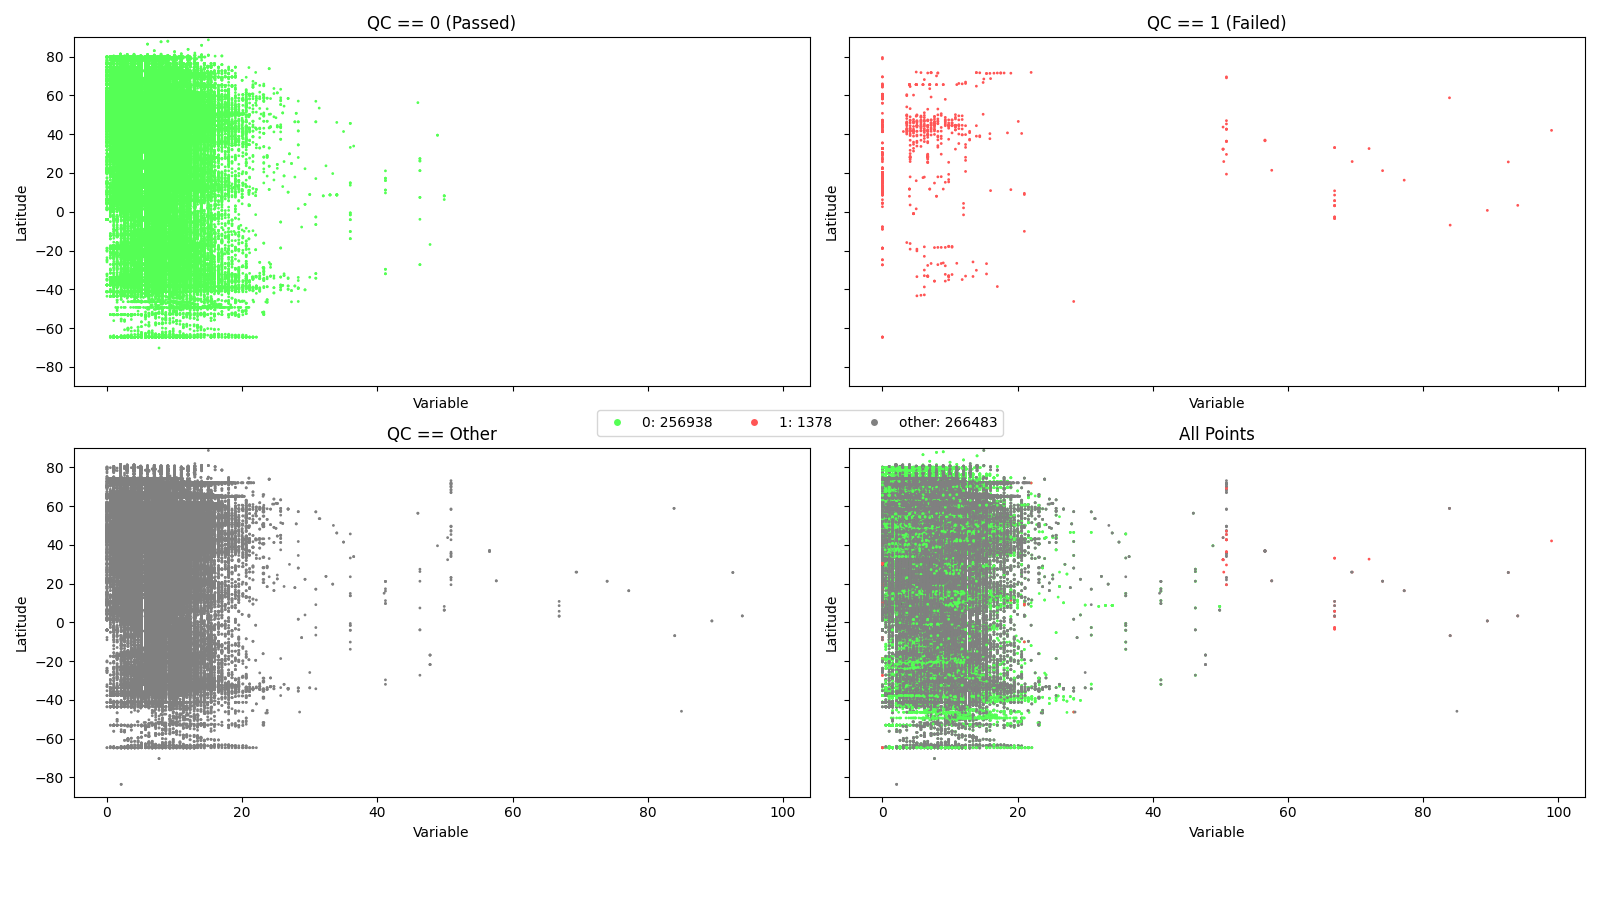 QC == 0 (Passed)
QC == 1 (Failed)
80
60
40
20
0
−20
−40
−60
−80
Latitude
Latitude
Variable
Variable
0: 256938
1: 1378
other: 266483
QC == Other
All Points
80
60
40
20
0
−20
−40
−60
−80
Latitude
Latitude
0
20
40
60
80
100
0
20
40
60
80
100
Variable
Variable